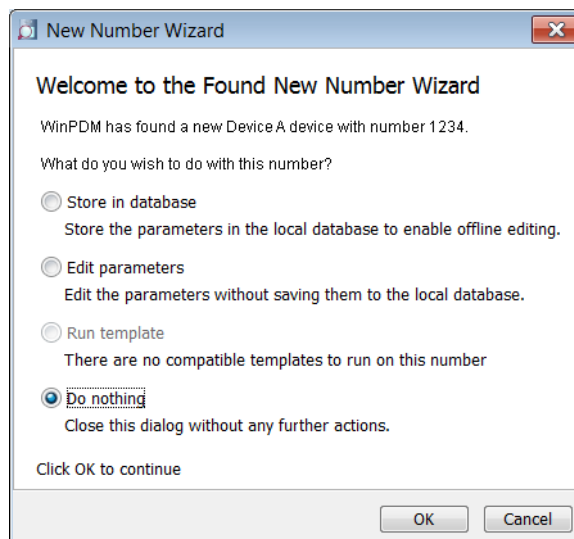 New Number Wizard
Welcome to the Found New Number Wizard
WinPDM has found a new Device A device with number 1234.
What do you wish to do with this number?
Store in database
Store the parameters in the local database to enable offline editing.
Edit parameters
Edit the parameters without saving them to the local database.
Run template
There are no compatible templates to run on this number
Do nothing
Close this dialog without any further actions.
Click OK to continue
OK Cancel